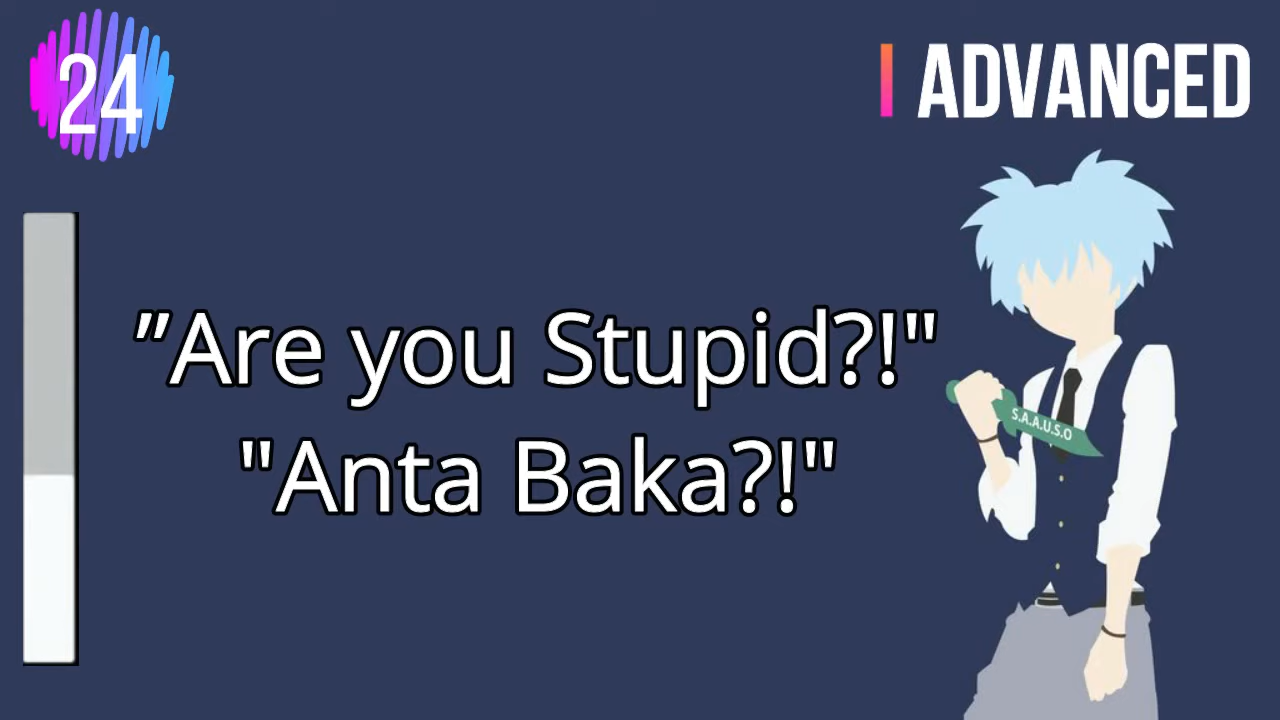 24
ADVANCED
”Are you Stupid?!"
"Anta Baka?!"
S.A.A.U.S.O